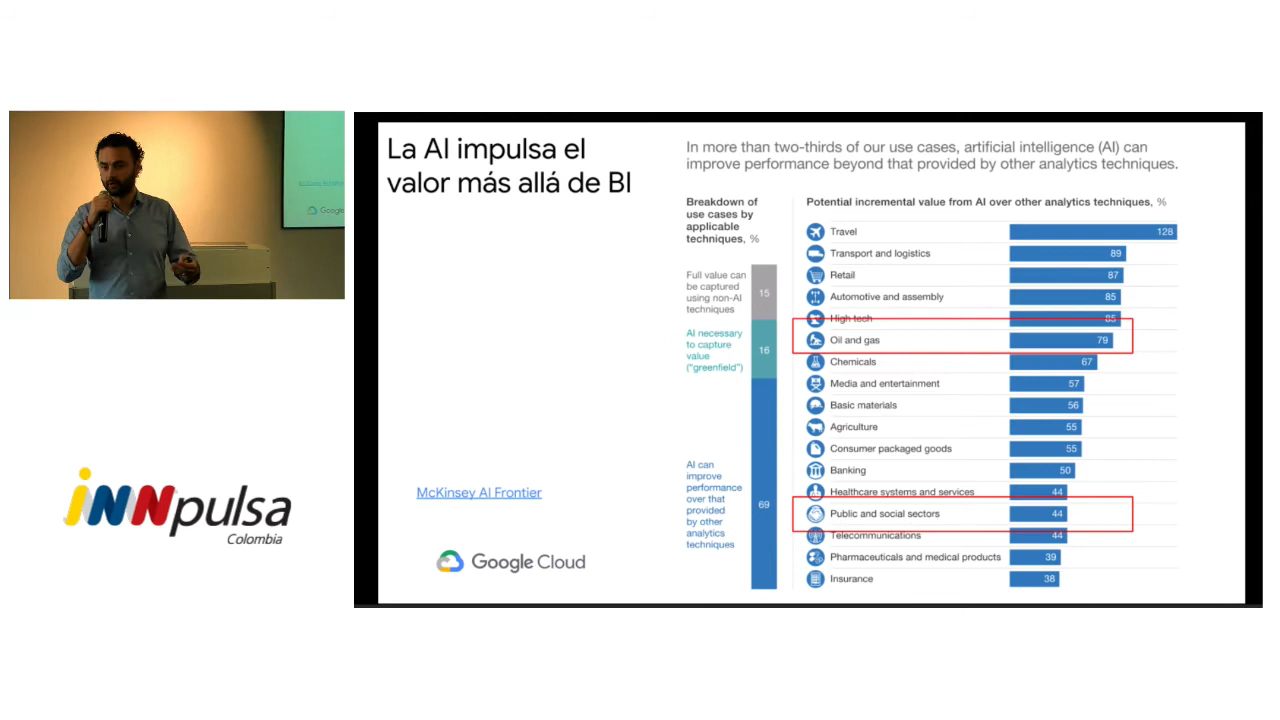 La AI impulsa el
valor más allá de BI
McKinsey AI Frontier
Google Cloud
In more than two-thirds of our use cases, artificial intelligence (AI) can
improve performance beyond that provided by other analytics techniques.
Breakdown of
use cases by
applicable
techniques, %
Full value can
be captured
using non-AI
techniques
15
AI necessary
to capture
value
("greenfield")
16
AI can
improve
performance
over that
provided
by other
analytics
techniques
69
Potential incremental value from AI over other analytics techniques, %
Travel 128
Transport and logistics 89
Retail 87
Automotive and assembly 85
High tech 85
Oil and gas 79
Chemicals 67
Media and entertainment 57
Basic materials 56
Agriculture 55
Consumer packaged goods 55
Banking 50
Healthcare systems and services 44
Public and social sectors 44
Telecommunications 44
Pharmaceuticals and medical products 39
Insurance 38
iNNpulsa
Colombia
Google